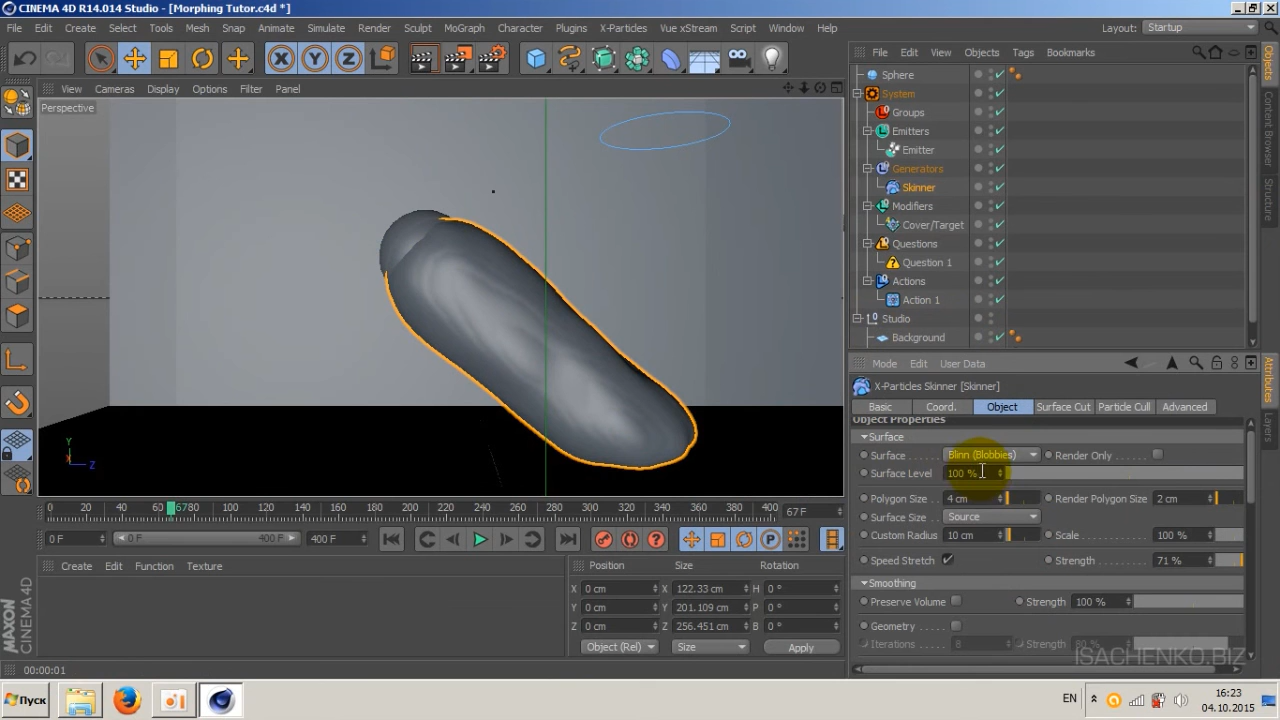 CINEMA 4D R14.014 Studio - [Morphing Tutor.c4d *]
File Edit Create Select Tools Mesh Snap Animate Simulate Render Sculpt MoGraph Character Plugins X-Particles Vue xStream Script Window Help Layout: Startup
X Y Z
File Edit View Objects Tags Bookmarks
Sphere
System
Groups
Emitters
Emitter
Generators
Skinner
Modifiers
Cover/Target
Questions
Question 1
Actions
Action 1
Studio
Background
View Cameras Display Options Filter Panel
Perspective
Y
X
Z
Objects
Content Browser
Structure
Attributes
Layers
Mode Edit User Data
X-Particles Skinner [Skinner]
Basic Coord. Object Surface Cut Particle Cull Advanced
Object Properties
Surface
Surface Blinn (Blobbies) Render Only
Surface Level 100 %
Polygon Size 4 cm Render Polygon Size 2 cm
Surface Size Source
Custom Radius 10 cm Scale 100 %
Speed Stretch Strength 71 %
Smoothing
Preserve Volume Strength 100 %
Geometry
Iterations 8 Strength 80 %
0 20 40 60 6780 100 120 140 160 180 200 220 240 260 280 300 320 340 360 380 400 67 F
0 F 0 F 400 F 400 F
Create Edit Function Texture
Position Size Rotation
X 0 cm X 122.33 cm H 0 °
Y 0 cm Y 201.109 cm P 0 °
Z 0 cm Z 256.451 cm B 0 °
Object (Rel) Size Apply
MAXON
CINEMA 4D
00:00:01
ISACHENKO.BIZ
Пуск
EN
16:23
04.10.2015